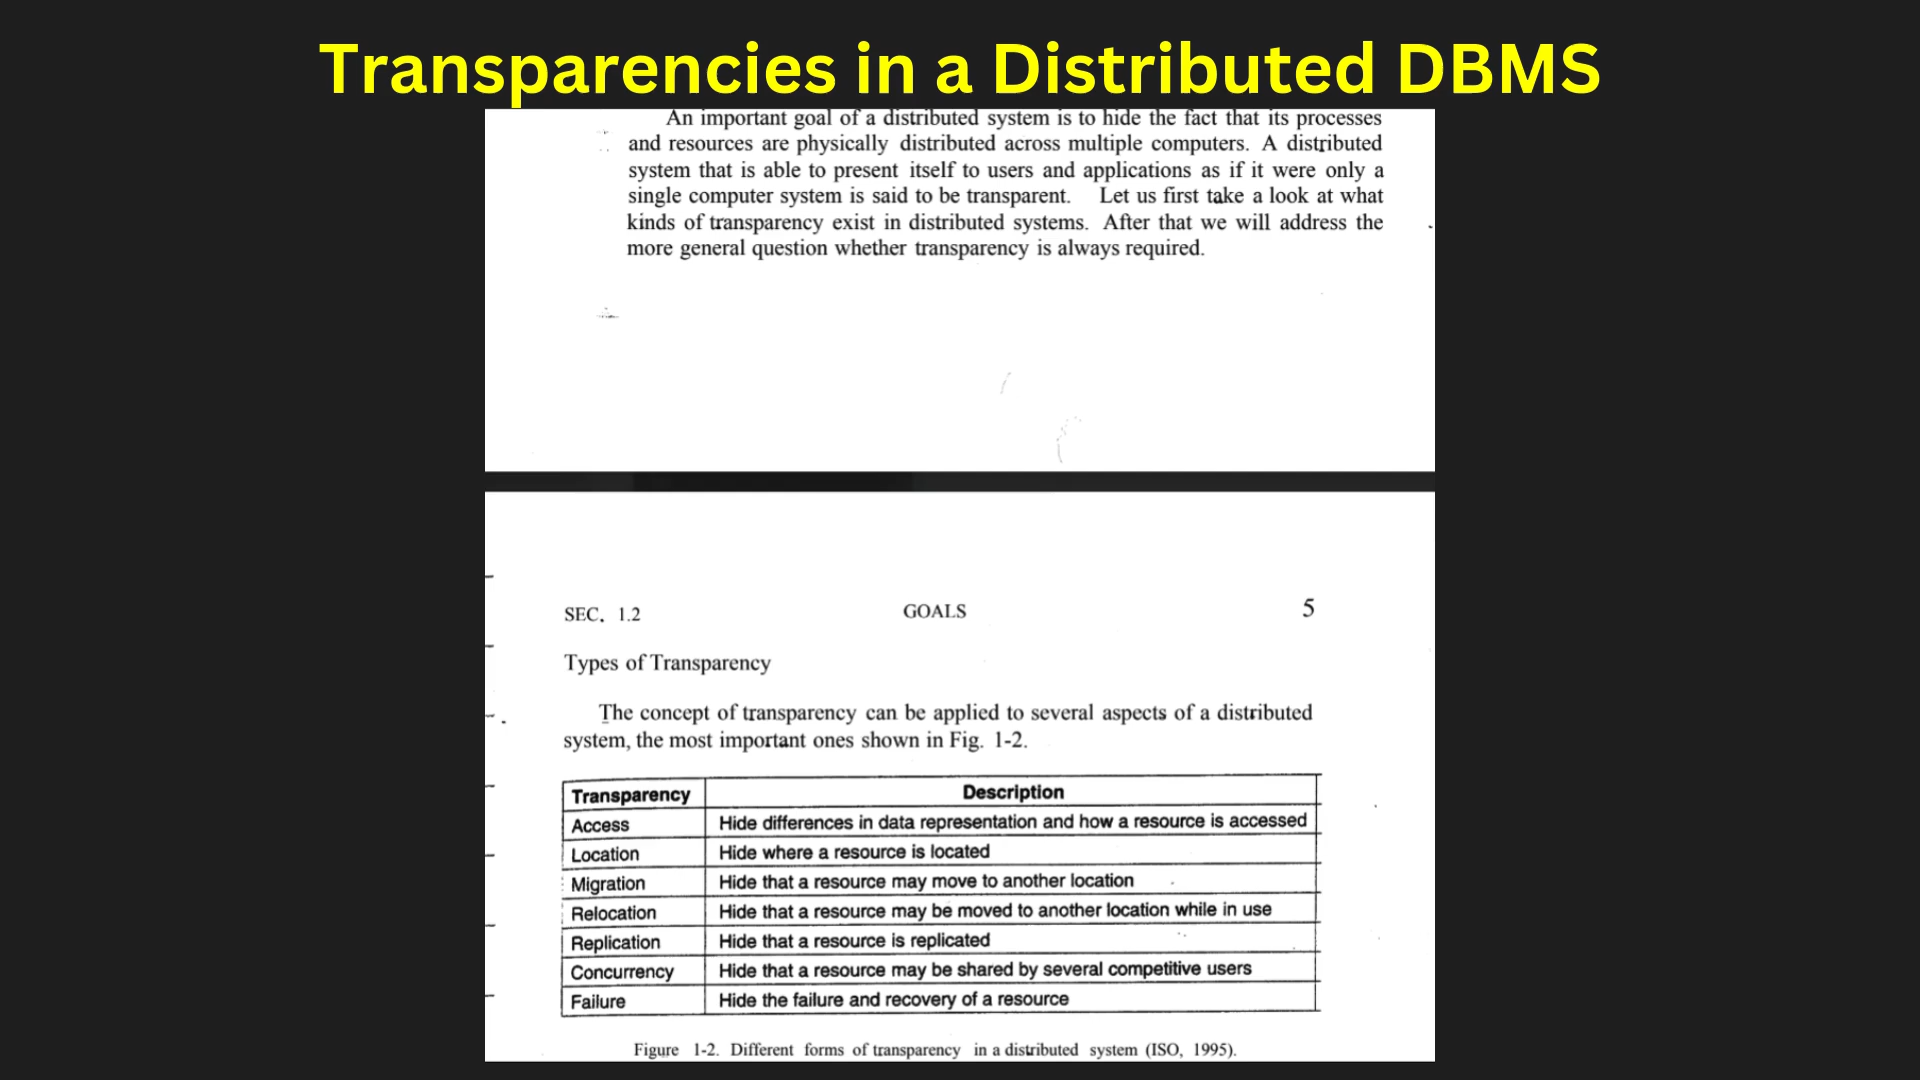 Transparencies in a Distributed DBMS
An important goal of a distributed system is to hide the fact that its processes
and resources are physically distributed across multiple computers. A distributed
system that is able to present itself to users and applications as if it were only a
single computer system is said to be transparent. Let us first take a look at what
kinds of transparency exist in distributed systems. After that we will address the
more general question whether transparency is always required.
SEC. 1.2 GOALS 5
Types of Transparency
The concept of transparency can be applied to several aspects of a distributed
system, the most important ones shown in Fig. 1-2.
Transparency Description
Access Hide differences in data representation and how a resource is accessed
Location Hide where a resource is located
Migration Hide that a resource may move to another location
Relocation Hide that a resource may be moved to another location while in use
Replication Hide that a resource is replicated
Concurrency Hide that a resource may be shared by several competitive users
Failure Hide the failure and recovery of a resource
Figure 1-2. Different forms of transparency in a distributed system (ISO, 1995).